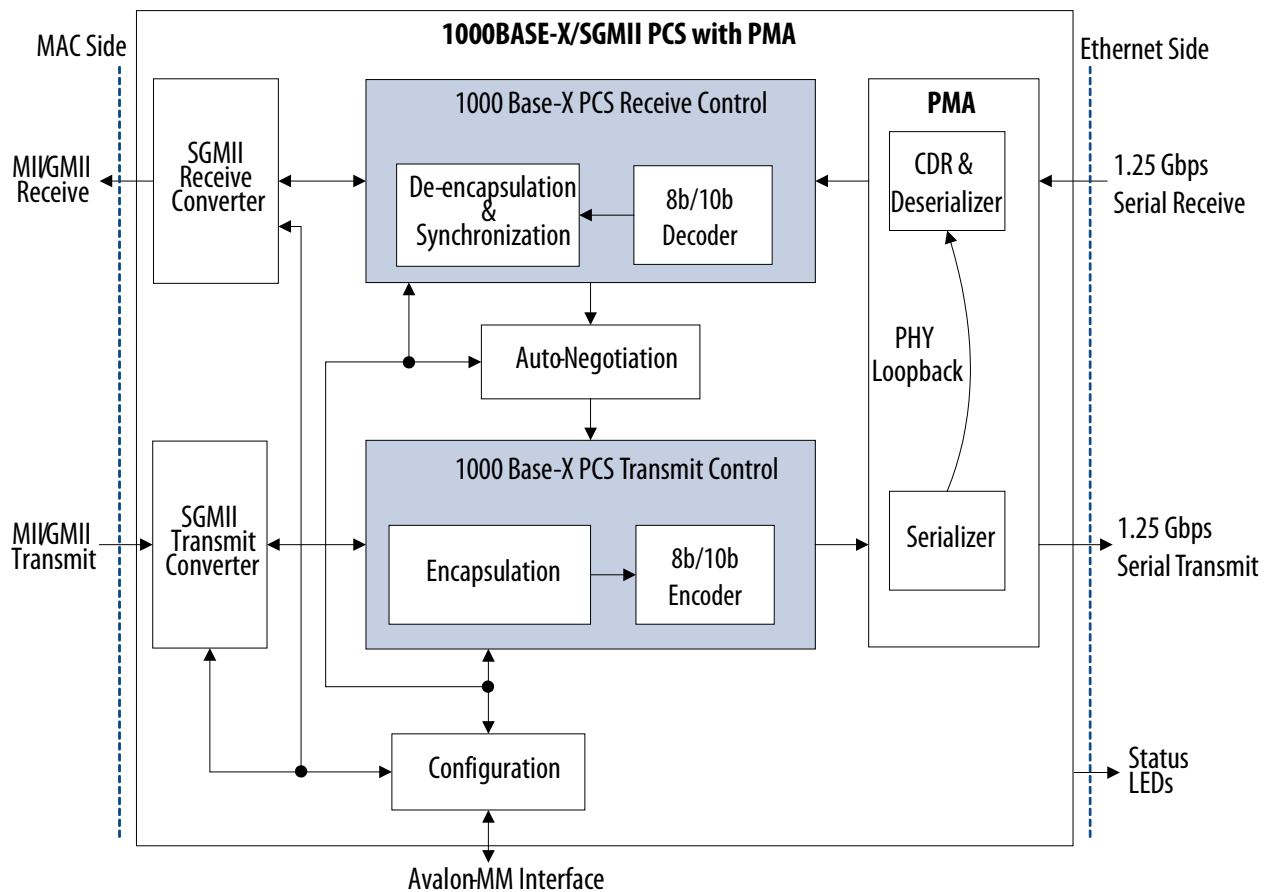 1000BASE-X/SGMII PCS with PMA
MAC Side
Ethernet Side
1000 Base-X PCS Receive Control
PMA
SGMII
Receive
Converter
MII/GMII
Receive
De-encapsulation
&
Synchronization
8b/10b
Decoder
CDR &
Deserializer
1.25 Gbps
Serial Receive
Auto-Negotiation
PHY
Loopback
1000 Base-X PCS Transmit Control
SGMII
Transmit
Converter
MII/GMII
Transmit
Encapsulation
8b/10b
Encoder
Serializer
1.25 Gbps
Serial Transmit
Configuration
Status
LEDs
Avalon-MM Interface